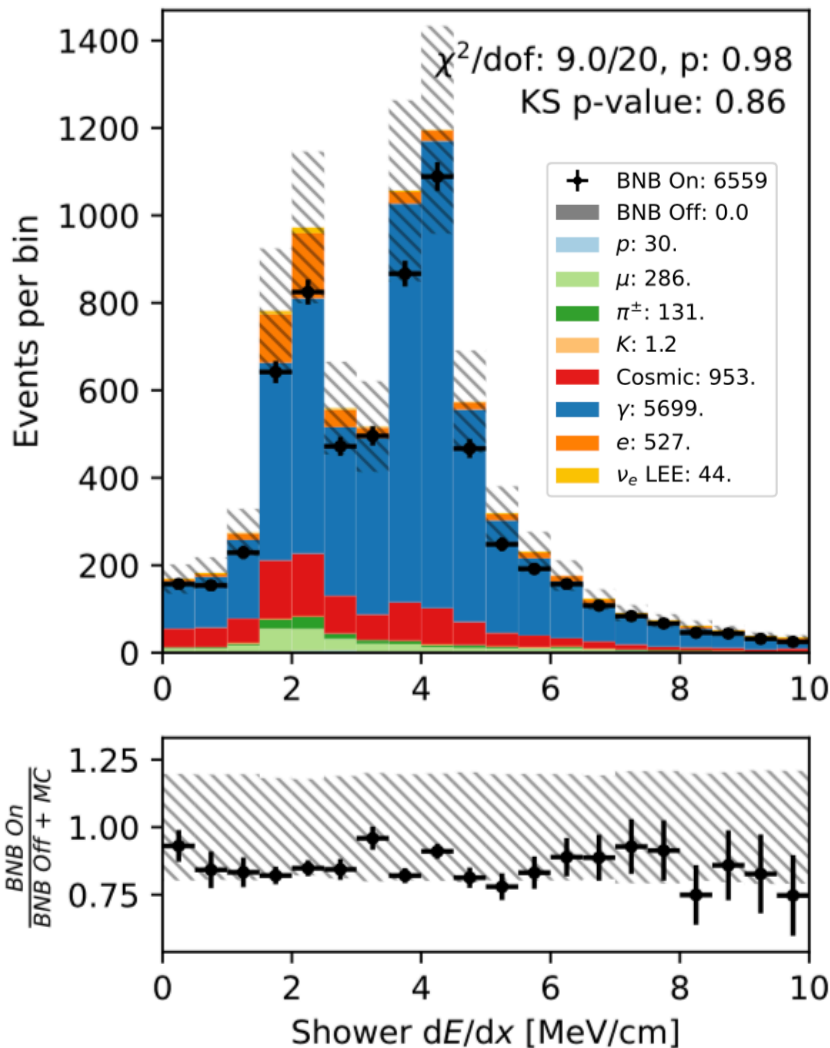 1400
1200
1000
800
600
400
200
0
Events per bin
χ²/dof: 9.0/20, p: 0.98
KS p-value: 0.86
BNB On: 6559
BNB Off: 0.0
p: 30.
μ: 286.
π±: 131.
K: 1.2
Cosmic: 953.
γ: 5699.
e: 527.
νₑ LEE: 44.
0 2 4 6 8 10
1.25
1.00
0.75
BNB On
BNB Off + MC
0 2 4 6 8 10
Shower dE/dx [MeV/cm]